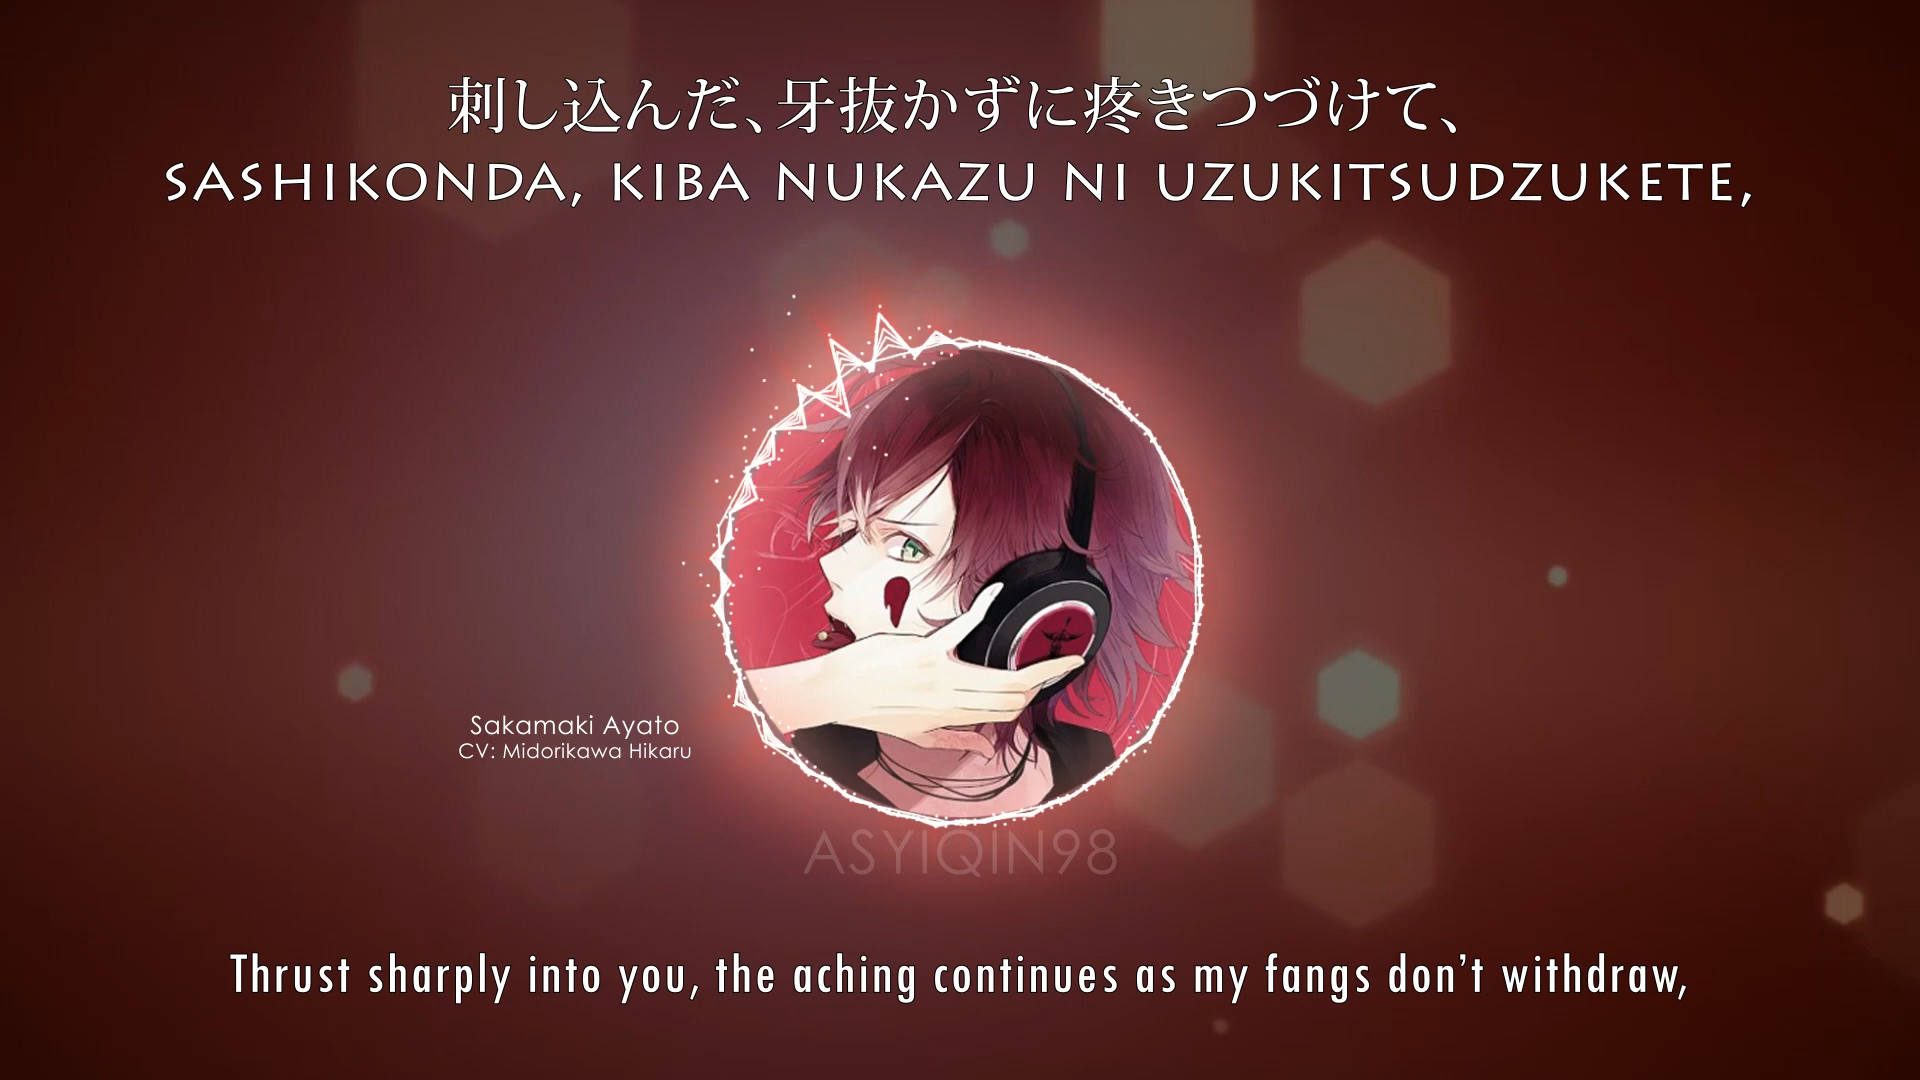 刺し込んだ、牙抜かずに疼きつづけて、
SASHIKONDA, KIBA NUKAZU NI UZUKITSUDZUKETE,
Sakamaki Ayato
CV: Midorikawa Hikaru
ASYIQIN98
Thrust sharply into you, the aching continues as my fangs don’t withdraw,